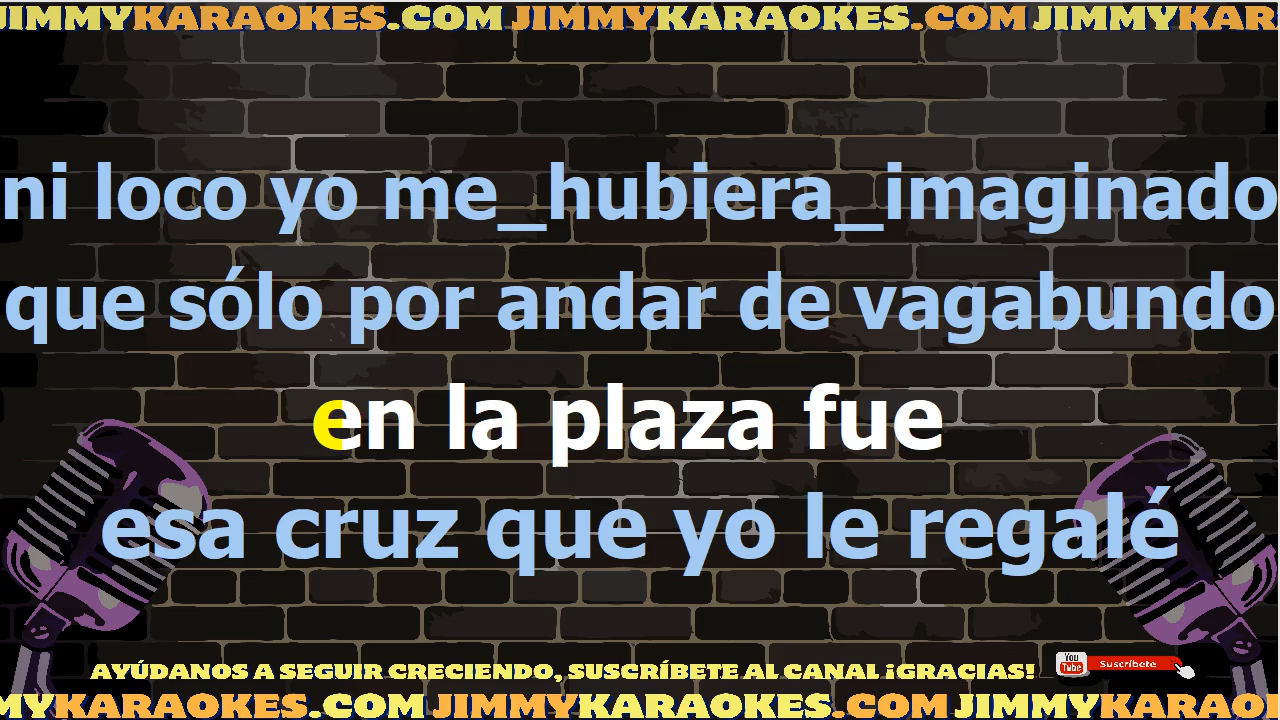 JIMMYKARAOKES.COM JIMMYKARAOKES.COM JIMMYKAR
ni loco yo me_hubiera_imaginado
que sólo por andar de vagabundo
en la plaza fue
esa cruz que yo le regalé
AYÚDANOS A SEGUIR CRECIENDO, SUSCRÍBETE AL CANAL ¡GRACIAS!
You Tube Suscríbete
MYKARAOKES.COM JIMMYKARAOKES.COM JIMMYKARAO